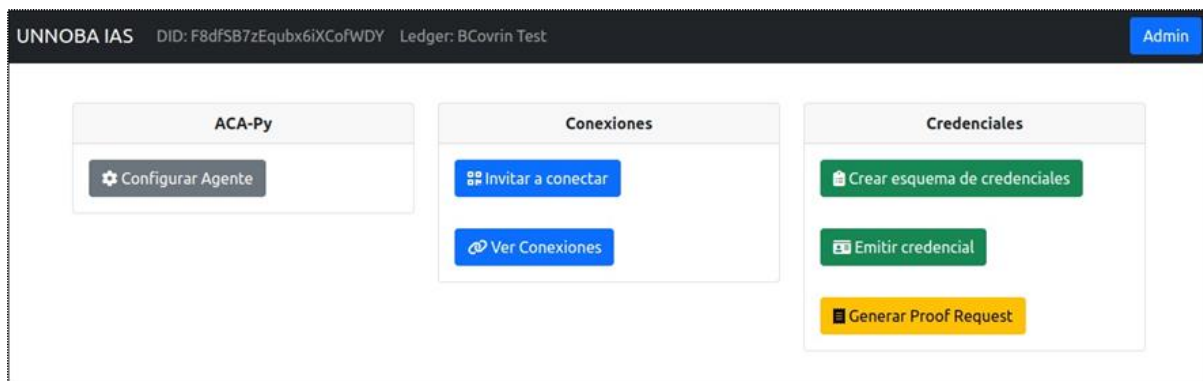 UNNOBA IAS DID: F8dfSB7zEqubx6iXCofWDY Ledger: BCovrin Test Admin
ACA-Py
Configurar Agente
Conexiones
Invitar a conectar
Ver Conexiones
Credenciales
Crear esquema de credenciales
Emitir credencial
Generar Proof Request